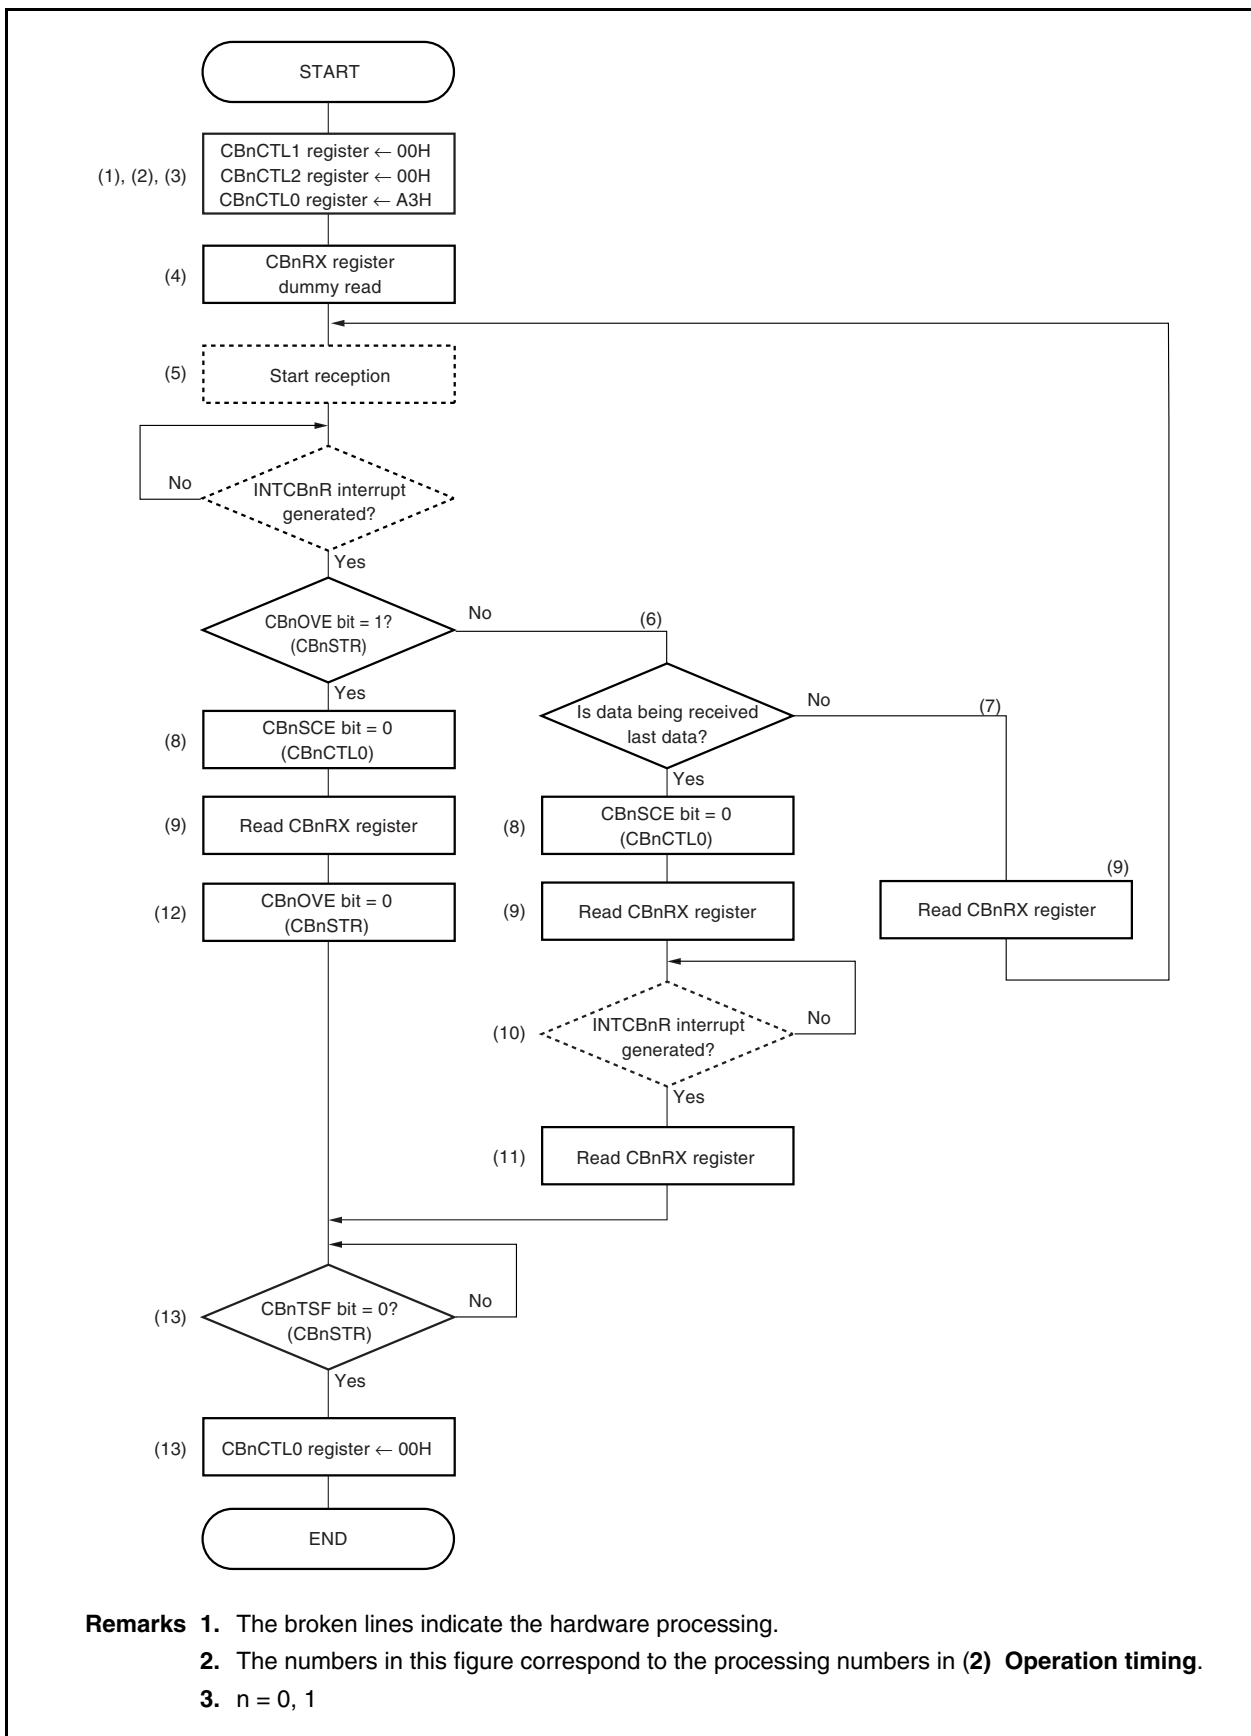 START
(1), (2), (3)
CBnCTL1 register ← 00H
CBnCTL2 register ← 00H
CBnCTL0 register ← A3H
(4)
CBnRX register
dummy read
(5)
Start reception
No
INTCBnR interrupt
generated?
Yes
CBnOVE bit = 1?
(CBnSTR)
No
(6)
Yes
Is data being received
last data?
No
(7)
Yes
(8)
CBnSCE bit = 0
(CBnCTL0)
(8)
CBnSCE bit = 0
(CBnCTL0)
(9)
Read CBnRX register
(9)
Read CBnRX register
(9)
Read CBnRX register
(12)
CBnOVE bit = 0
(CBnSTR)
(10)
INTCBnR interrupt
generated?
No
Yes
(11)
Read CBnRX register
(13)
CBnTSF bit = 0?
(CBnSTR)
No
Yes
(13)
CBnCTL0 register ← 00H
END
Remarks 1. The broken lines indicate the hardware processing.
2. The numbers in this figure correspond to the processing numbers in (2) Operation timing.
3. n = 0, 1